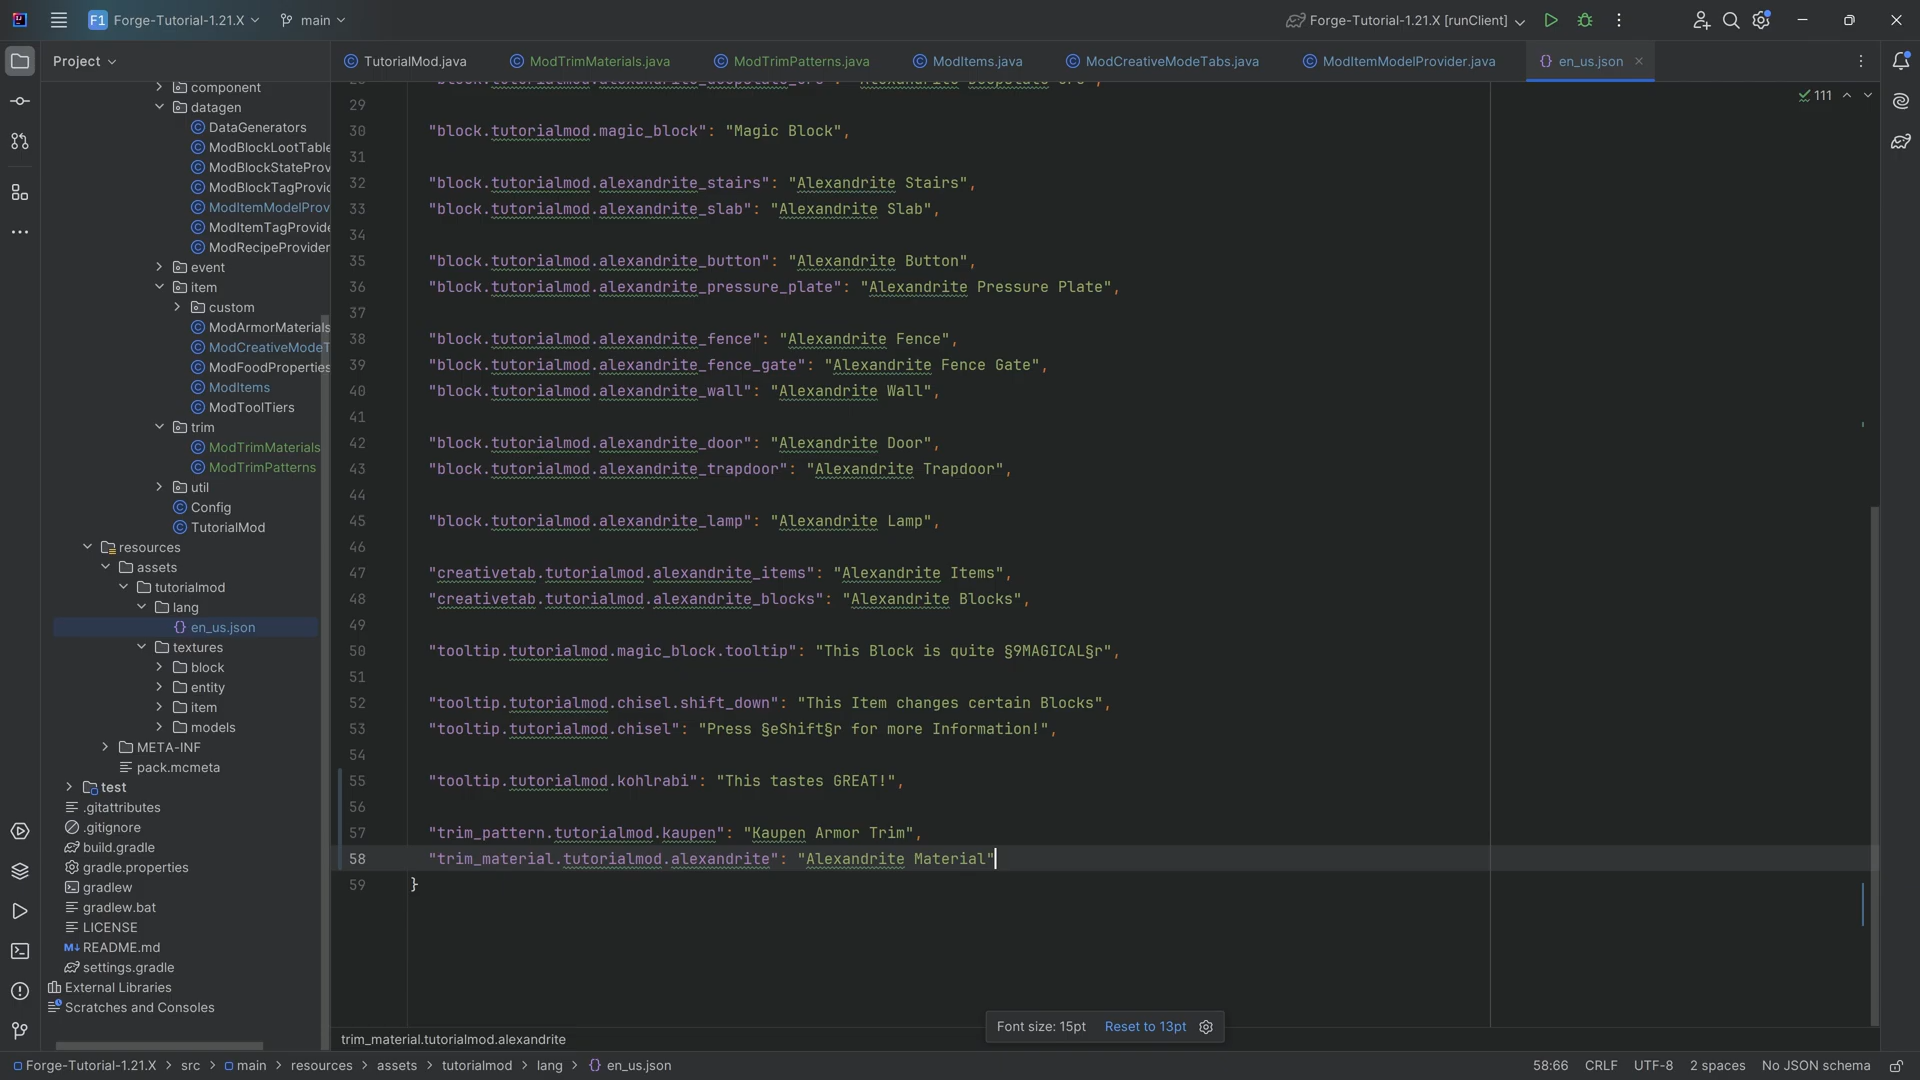 F1 Forge-Tutorial-1.21.X
main
Forge-Tutorial-1.21.X [runClient]
Project
TutorialMod.java
ModTrimMaterials.java
ModTrimPatterns.java
ModItems.java
ModCreativeModeTabs.java
ModItemModelProvider.java
en_us.json
component
datagen
DataGenerators
ModBlockLootTable
ModBlockStateProv
ModBlockTagProvid
ModItemModelProv
ModItemTagProvide
ModRecipeProvider
event
item
custom
ModArmorMaterials
ModCreativeModeT
ModFoodProperties
ModItems
ModToolTiers
trim
ModTrimMaterials
ModTrimPatterns
util
Config
TutorialMod
resources
assets
tutorialmod
lang
en_us.json
textures
block
entity
item
models
META-INF
pack.mcmeta
test
.gitattributes
.gitignore
build.gradle
gradle.properties
gradlew
gradlew.bat
LICENSE
README.md
settings.gradle
External Libraries
Scratches and Consoles
111
29
30 "block.tutorialmod.magic_block": "Magic Block",
31
32 "block.tutorialmod.alexandrite_stairs": "Alexandrite Stairs",
33 "block.tutorialmod.alexandrite_slab": "Alexandrite Slab",
34
35 "block.tutorialmod.alexandrite_button": "Alexandrite Button",
36 "block.tutorialmod.alexandrite_pressure_plate": "Alexandrite Pressure Plate",
37
38 "block.tutorialmod.alexandrite_fence": "Alexandrite Fence",
39 "block.tutorialmod.alexandrite_fence_gate": "Alexandrite Fence Gate",
40 "block.tutorialmod.alexandrite_wall": "Alexandrite Wall",
41
42 "block.tutorialmod.alexandrite_door": "Alexandrite Door",
43 "block.tutorialmod.alexandrite_trapdoor": "Alexandrite Trapdoor",
44
45 "block.tutorialmod.alexandrite_lamp": "Alexandrite Lamp",
46
47 "creativetab.tutorialmod.alexandrite_items": "Alexandrite Items",
48 "creativetab.tutorialmod.alexandrite_blocks": "Alexandrite Blocks",
49
50 "tooltip.tutorialmod.magic_block.tooltip": "This Block is quite §9MAGICAL§r",
51
52 "tooltip.tutorialmod.chisel.shift_down": "This Item changes certain Blocks",
53 "tooltip.tutorialmod.chisel": "Press §eShift§r for more Information!",
54
55 "tooltip.tutorialmod.kohlrabi": "This tastes GREAT!",
56
57 "trim_pattern.tutorialmod.kaupen": "Kaupen Armor Trim",
58 "trim_material.tutorialmod.alexandrite": "Alexandrite Material"
59 }
Font size: 15pt Reset to 13pt
trim_material.tutorialmod.alexandrite
Forge-Tutorial-1.21.X > src > main > resources > assets > tutorialmod > lang > en_us.json
58:66 CRLF UTF-8 2 spaces No JSON schema